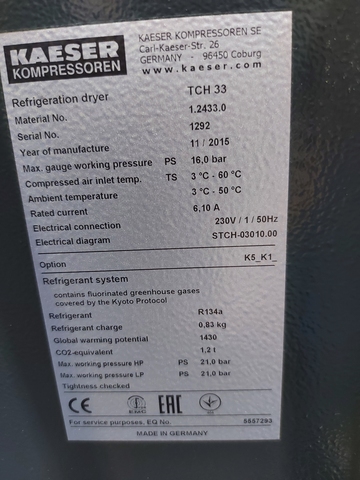 KAESER
KOMPRESSOREN
KAESER KOMPRESSOREN SE
Carl-Kaeser-Str. 26
GERMANY - 96450 Coburg
www.kaeser.com
Refrigeration dryer TCH 33
Material No. 1.2433.0
Serial No. 1292
Year of manufacture 11 / 2015
Max. gauge working pressure PS 16,0 bar
Compressed air inlet temp. TS 3 °C - 60 °C
Ambient temperature 3 °C - 50 °C
Rated current 6,10 A
Electrical connection 230V / 1 / 50Hz
Electrical diagram STCH-03010.00
Option K5_K1_
Refrigerant system
contains fluorinated greenhouse gases
covered by the Kyoto Protocol
Refrigerant R134a
Refrigerant charge 0,83 kg
Global warming potential 1430
CO2-equivalent 1,2 t
Max. working pressure HP PS 21,0 bar
Max. working pressure LP PS 21,0 bar
Tightness checked
CE EAC
For service purposes, EQ No. 5557293
MADE IN GERMANY